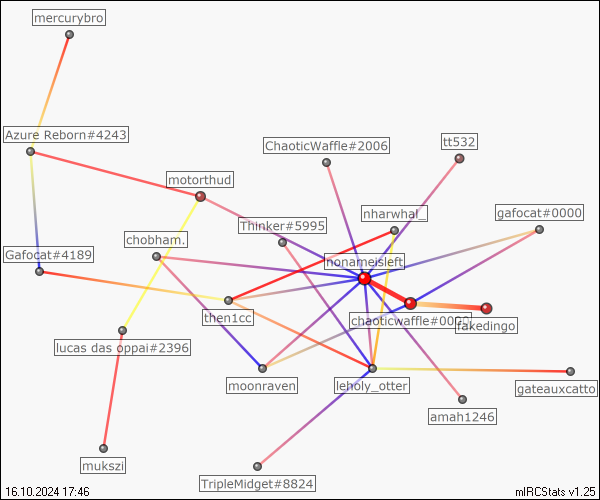 mercurybro
Azure Reborn#4243
ChaoticWaffle#2006
tt532
motorthud
nharwhal_
gafocat#0000
Thinker#5995
chobham.
Gafocat#4189
nonameisleft
then1cc
chaoticwaffle#000
fakedingo
lucas das oppai#2396
moonraven
leholy_otter
gateauxcatto
amah1246
mukszi
TripleMidget#8824
16.10.2024 17:46
mIRCStats v1.25